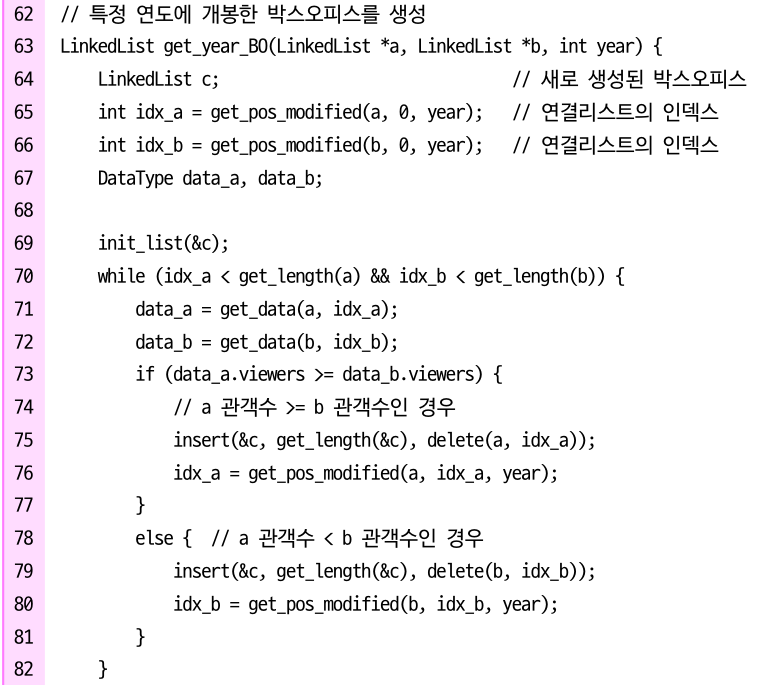 62 // 특정 연도에 개봉한 박스오피스를 생성
63 LinkedList get_year_BO(LinkedList *a, LinkedList *b, int year) {
64     LinkedList c;                               // 새로 생성된 박스오피스
65     int idx_a = get_pos_modified(a, 0, year);   // 연결리스트의 인덱스
66     int idx_b = get_pos_modified(b, 0, year);   // 연결리스트의 인덱스
67     DataType data_a, data_b;
68
69     init_list(&c);
70     while (idx_a < get_length(a) && idx_b < get_length(b)) {
71         data_a = get_data(a, idx_a);
72         data_b = get_data(b, idx_b);
73         if (data_a.viewers >= data_b.viewers) {
74             // a 관객수 >= b 관객수인 경우
75             insert(&c, get_length(&c), delete(a, idx_a));
76             idx_a = get_pos_modified(a, idx_a, year);
77         }
78         else {  // a 관객수 < b 관객수인 경우
79             insert(&c, get_length(&c), delete(b, idx_b));
80             idx_b = get_pos_modified(b, idx_b, year);
81         }
82     }